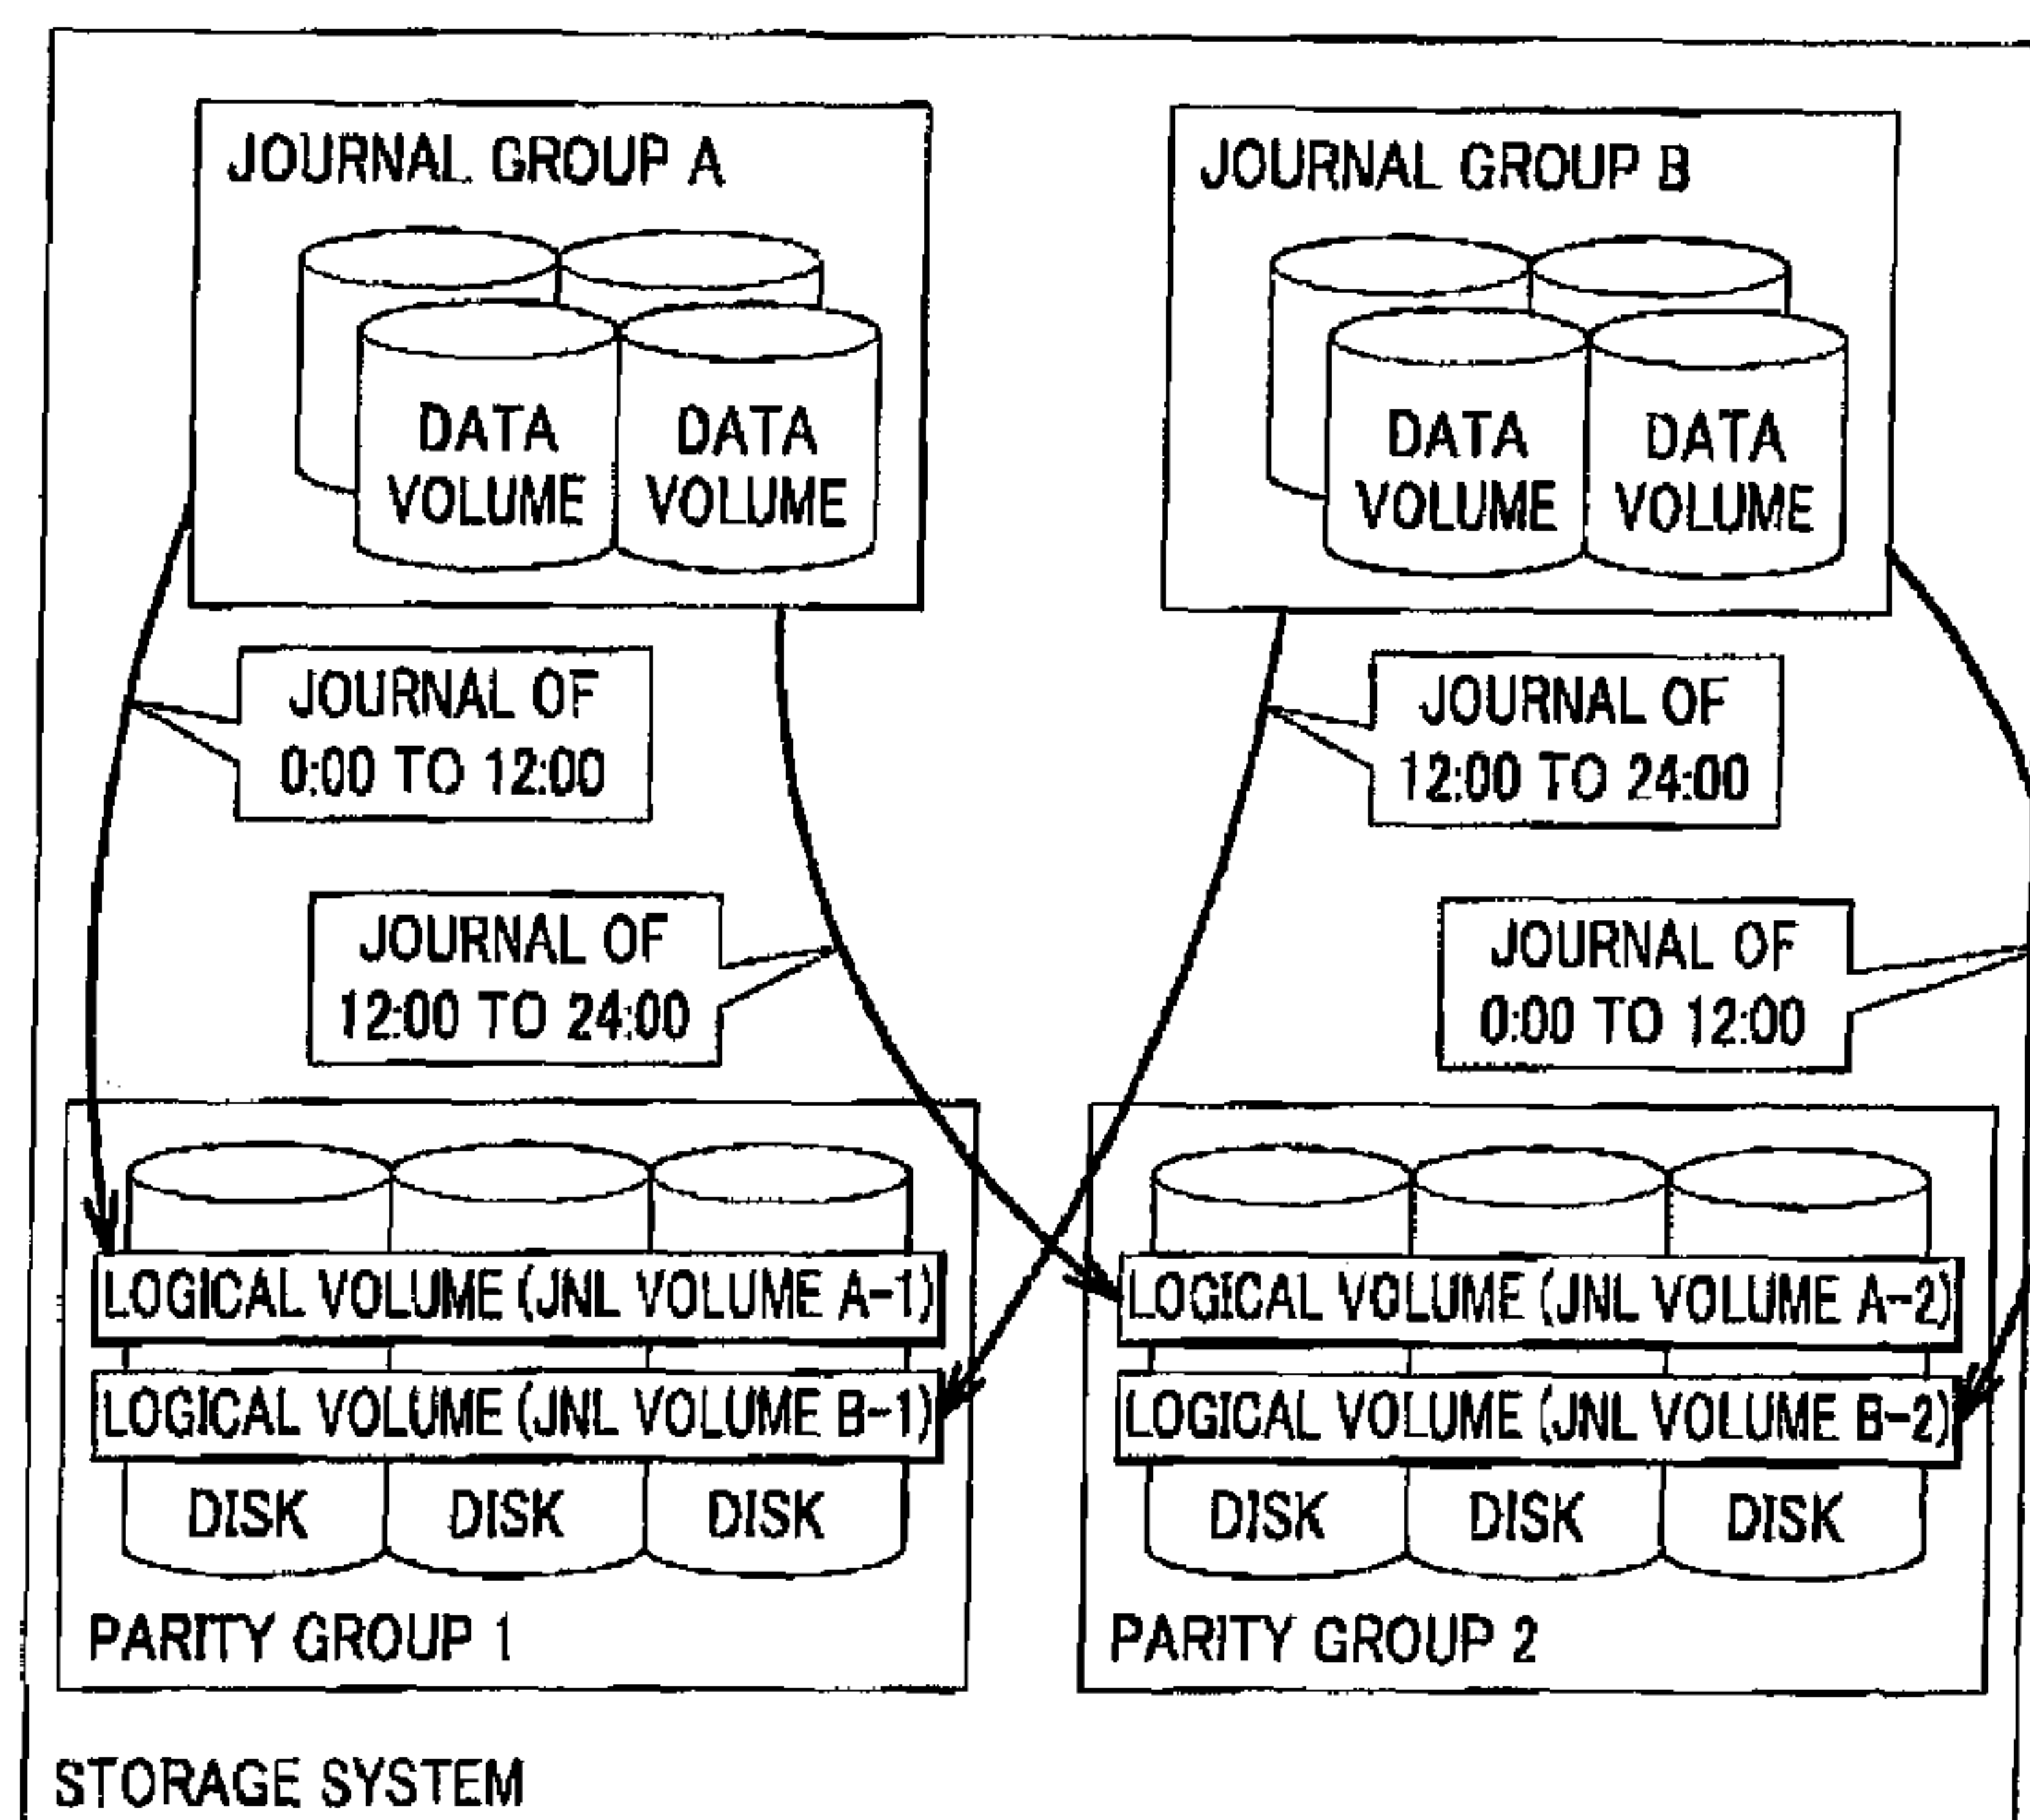 JOURNAL GROUP A
DATA
VOLUME
DATA
VOLUME
JOURNAL GROUP B
DATA
VOLUME
DATA
VOLUME
JOURNAL OF
0:00 TO 12:00
JOURNAL OF
12:00 TO 24:00
JOURNAL OF
12:00 TO 24:00
JOURNAL OF
0:00 TO 12:00
LOGICAL VOLUME (JNL VOLUME A-1)
LOGICAL VOLUME (JNL VOLUME B-1)
DISK DISK DISK
PARITY GROUP 1
LOGICAL VOLUME (JNL VOLUME A-2)
LOGICAL VOLUME (JNL VOLUME B-2)
DISK DISK DISK
PARITY GROUP 2
STORAGE SYSTEM